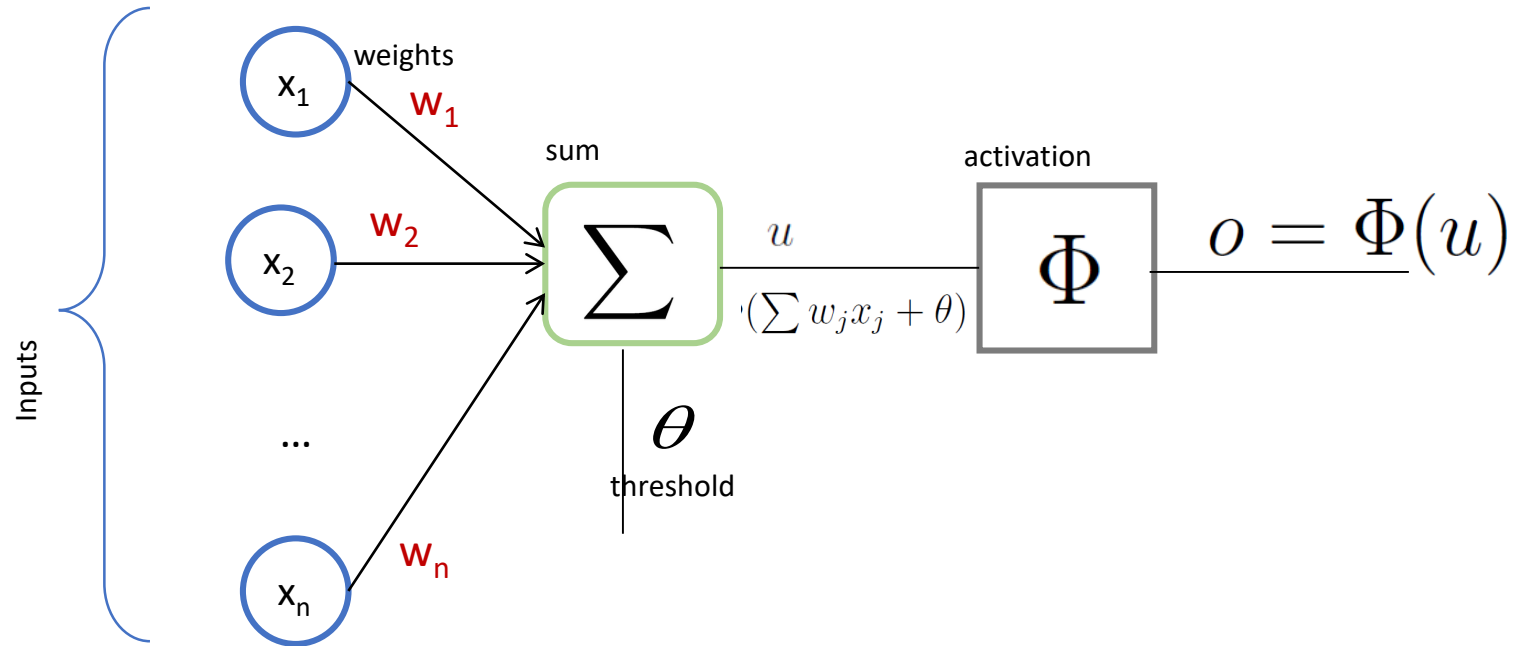 Inputs
x₁
weights
w₁
x₂
w₂
...
xₙ
wₙ
sum
∑
θ
threshold
u
(∑ wⱼxⱼ + θ)
activation
Φ
o = Φ(u)